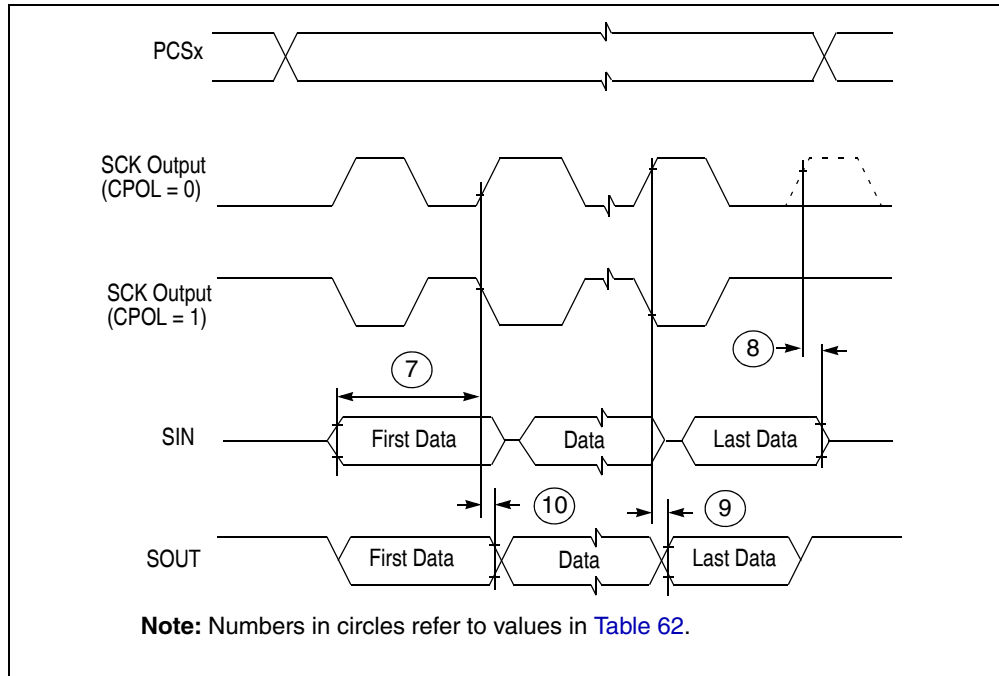 PCSx
SCK Output
(CPOL = 0)
SCK Output
(CPOL = 1)
8
7
SIN
First Data
Data
Last Data
10
9
SOUT
First Data
Data
Last Data
Note: Numbers in circles refer to values in Table 62.